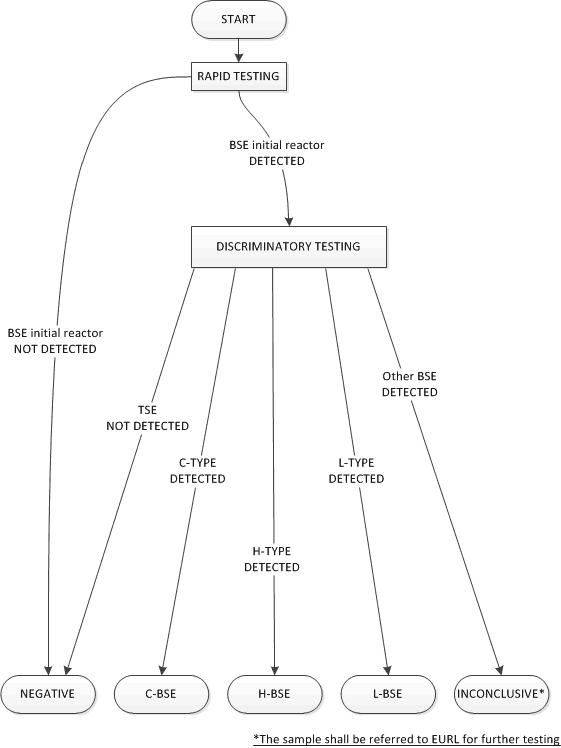 START
RAPID TESTING
BSE initial reactor
DETECTED
DISCRIMINATORY TESTING
BSE initial reactor
NOT DETECTED
Other BSE
DETECTED
TSE
NOT DETECTED
C-TYPE
DETECTED
L-TYPE
DETECTED
H-TYPE
DETECTED
NEGATIVE
C-BSE
H-BSE
L-BSE
INCONCLUSIVE*
*The sample shall be referred to EURL for further testing